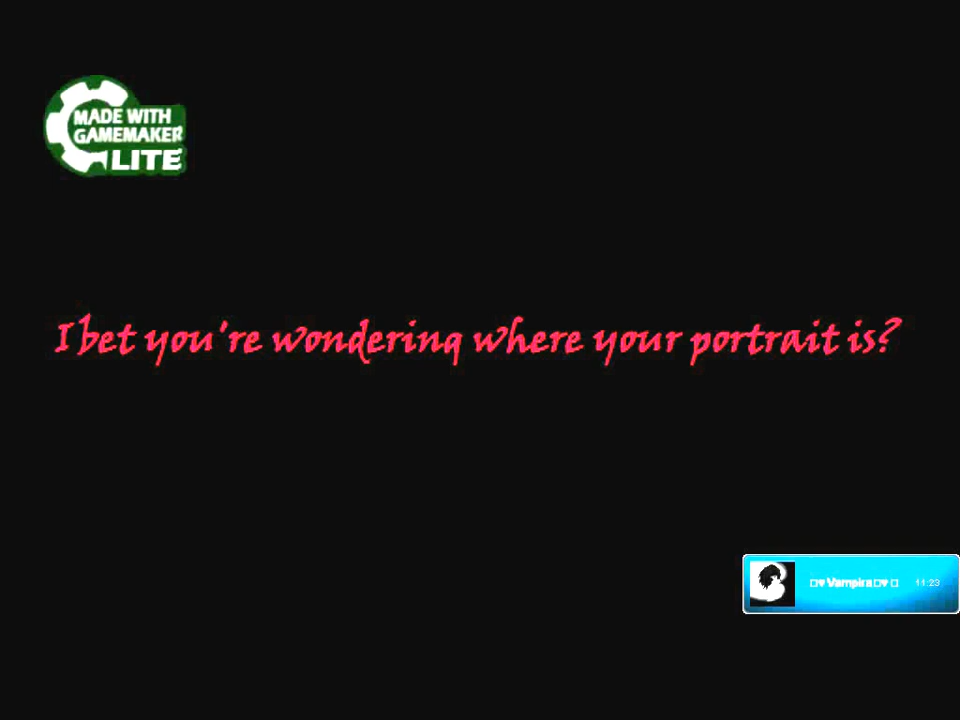 MADE WITH
GAMEMAKER
LITE
I bet you're wondering where your portrait is?
□♥Vampira□♥ □
11:23